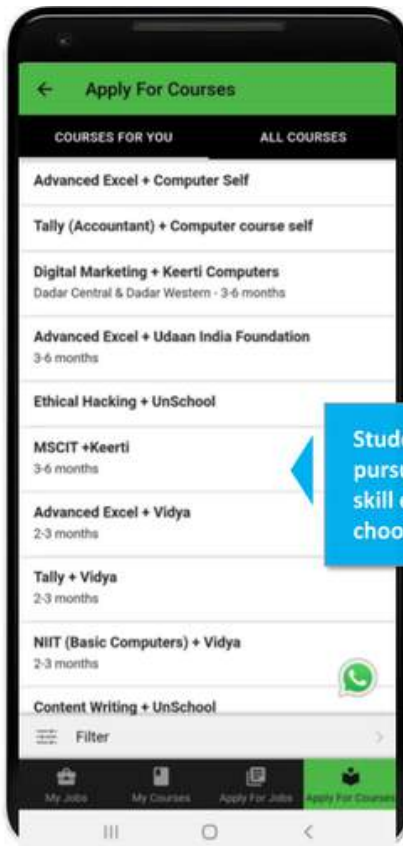 Apply For Courses
COURSES FOR YOU ALL COURSES
Advanced Excel + Computer Self
Tally (Accountant) + Computer course self
Digital Marketing + Keerti Computers
Dadar Central & Dadar Western - 3-6 months
Advanced Excel + Udaan India Foundation
3-6 months
Ethical Hacking + UnSchool
MSCIT +Keerti
3-6 months
Advanced Excel + Vidya
2-3 months
Tally + Vidya
2-3 months
NIIT (Basic Computers) + Vidya
2-3 months
Content Writing + UnSchool
Filter
My Jobs My Courses Apply For Jobs Apply For Courses
Stude
pursu
skill
choo